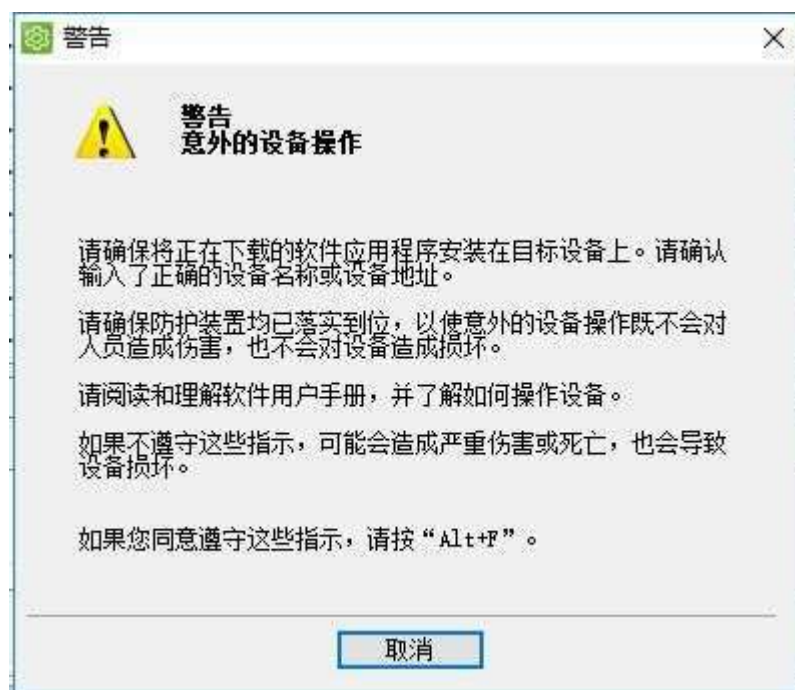 警告
警告
意外的设备操作
请确保将正在下载的软件应用程序安装在目标设备上。请确认
输入了正确的设备名称或设备地址。
请确保防护装置均已落实到位，以使意外的设备操作既不会对
人员造成伤害，也不会对设备造成损坏。
请阅读和理解软件用户手册，并了解如何操作设备。
如果不遵守这些指示，可能会造成严重伤害或死亡，也会导致
设备损坏。
如果您同意遵守这些指示，请按“Alt+F”。
取消